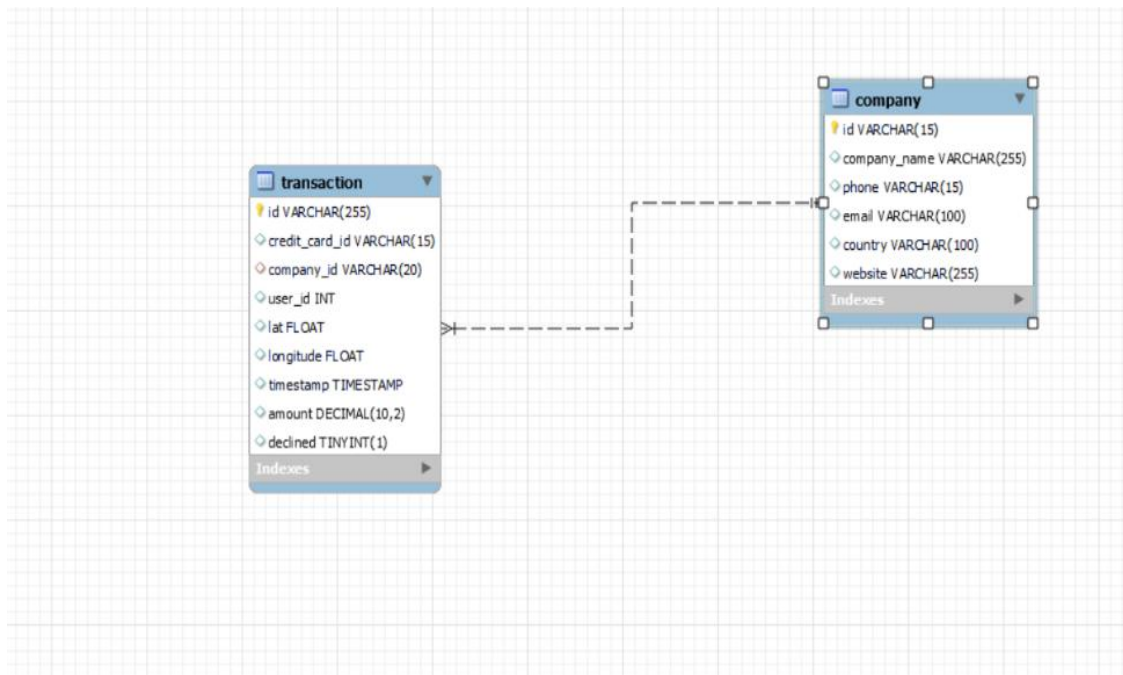 transaction
id VARCHAR(255)
credit_card_id VARCHAR(15)
company_id VARCHAR(20)
user_id INT
lat FLOAT
longitude FLOAT
timestamp TIMESTAMP
amount DECIMAL(10,2)
declined TINYINT(1)
Indexes
company
id VARCHAR(15)
company_name VARCHAR(255)
phone VARCHAR(15)
email VARCHAR(100)
country VARCHAR(100)
website VARCHAR(255)
Indexes